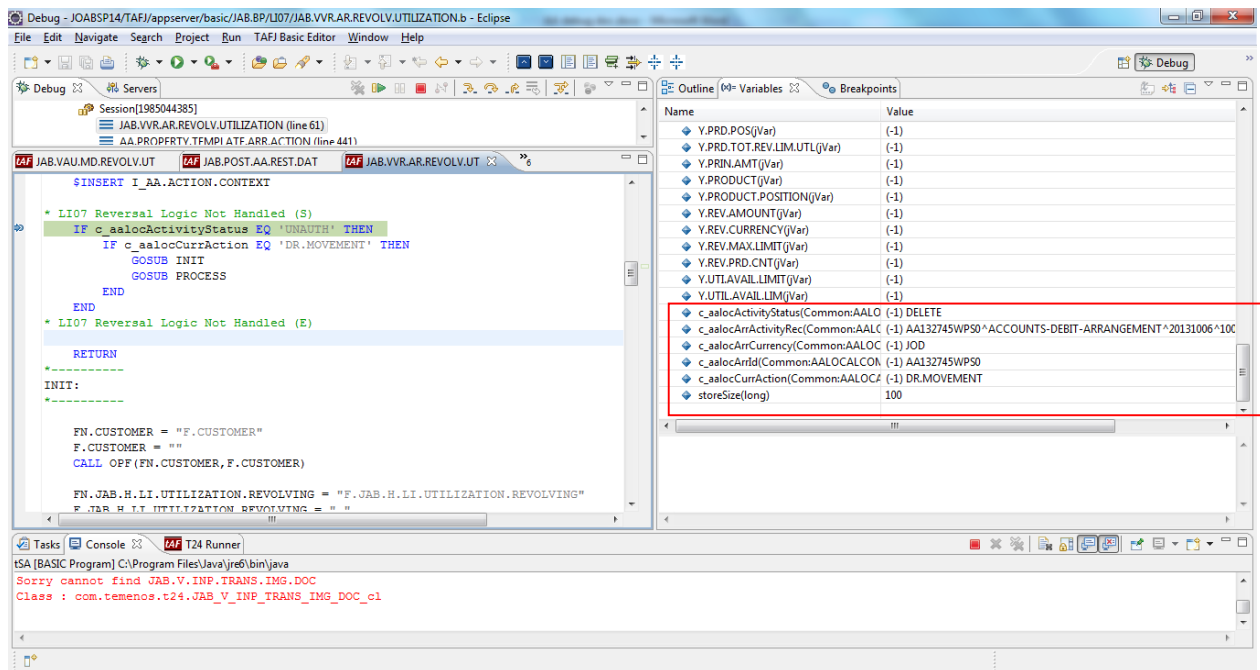 Debug - JOABSP14/TAFJ/appserver/basic/JAB.BP/LI07/JAB.VVR.AR.REVOLV.UTILIZATION.b - Eclipse
File Edit Navigate Search Project Run TAFJ Basic Editor Window Help
Debug
Debug Servers
Session[1985044385]
JAB.VVR.AR.REVOLV.UTILIZATION (line 61)
AA.PROPERTY.TEMPLATE.ARR.ACTION (line 441)
tAF JAB.VAU.MD.REVOLV.UT tAF JAB.POST.AA.REST.DAT tAF JAB.VVR.AR.REVOLV.UT »6
$INSERT I_AA.ACTION.CONTEXT
* LI07 Reversal Logic Not Handled (S)
IF c_aalocActivityStatus EQ 'UNAUTH' THEN
IF c_aalocCurrAction EQ 'DR.MOVEMENT' THEN
GOSUB INIT
GOSUB PROCESS
END
END
* LI07 Reversal Logic Not Handled (E)
RETURN
*----------
INIT:
*----------
FN.CUSTOMER = "F.CUSTOMER"
F.CUSTOMER = ""
CALL OPF(FN.CUSTOMER,F.CUSTOMER)
FN.JAB.H.LI.UTILIZATION.REVOLVING = "F.JAB.H.LI.UTILIZATION.REVOLVING"
F.JAB.H.LI.UTILIZATION.REVOLVING = " "
Outline (x)= Variables Breakpoints
Name Value
Y.PRD.POS(jVar) (-1)
Y.PRD.TOT.REV.LIM.UTL(jVar) (-1)
Y.PRIN.AMT(jVar) (-1)
Y.PRODUCT(jVar) (-1)
Y.PRODUCT.POSITION(jVar) (-1)
Y.REV.AMOUNT(jVar) (-1)
Y.REV.CURRENCY(jVar) (-1)
Y.REV.MAX.LIMIT(jVar) (-1)
Y.REV.PRD.CNT(jVar) (-1)
Y.UTI.AVAIL.LIMIT(jVar) (-1)
Y.UTIL.AVAIL.LIM(jVar) (-1)
c_aalocActivityStatus(Common:AALO (-1) DELETE
c_aalocArrActivityRec(Common:AALC (-1) AA132745WPS0^ACCOUNTS-DEBIT-ARRANGEMENT^20131006^100
c_aalocArrCurrency(Common:AALOC (-1) JOD
c_aalocArrId(Common:AALOCALCON (-1) AA132745WPS0
c_aalocCurrAction(Common:AALOCA (-1) DR.MOVEMENT
storeSize(long) 100
Tasks Console tAF T24 Runner
tSA [BASIC Program] C:\Program Files\Java\jre6\bin\java
Sorry cannot find JAB.V.INP.TRANS.IMG.DOC
Class : com.temenos.t24.JAB_V_INP_TRANS_IMG_DOC_cl